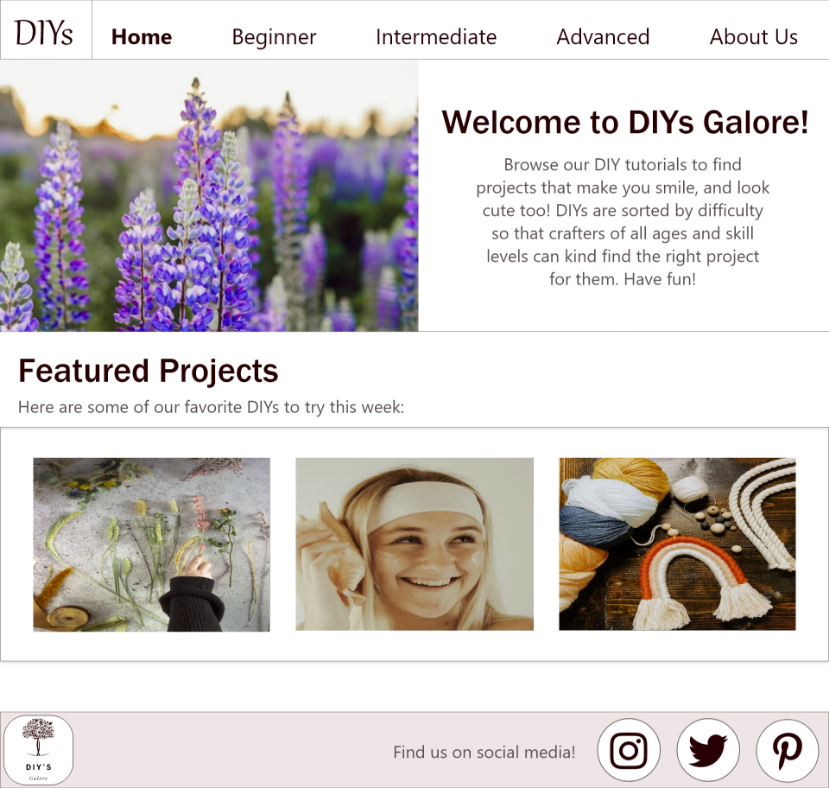 DIYs
Home Beginner Intermediate Advanced About Us
Welcome to DIYs Galore!
Browse our DIY tutorials to find
projects that make you smile, and look
cute too! DIYs are sorted by difficulty
so that crafters of all ages and skill
levels can kind find the right project
for them. Have fun!
Featured Projects
Here are some of our favorite DIYs to try this week:
DIY'S
Galore
Find us on social media!